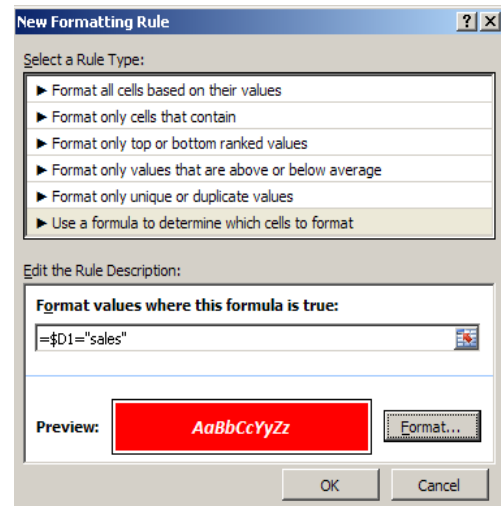 New Formatting Rule
Select a Rule Type:
► Format all cells based on their values
► Format only cells that contain
► Format only top or bottom ranked values
► Format only values that are above or below average
► Format only unique or duplicate values
► Use a formula to determine which cells to format
Edit the Rule Description:
Format values where this formula is true:
=$D1="sales"
Preview: AaBbCcYyZz Format...
OK Cancel